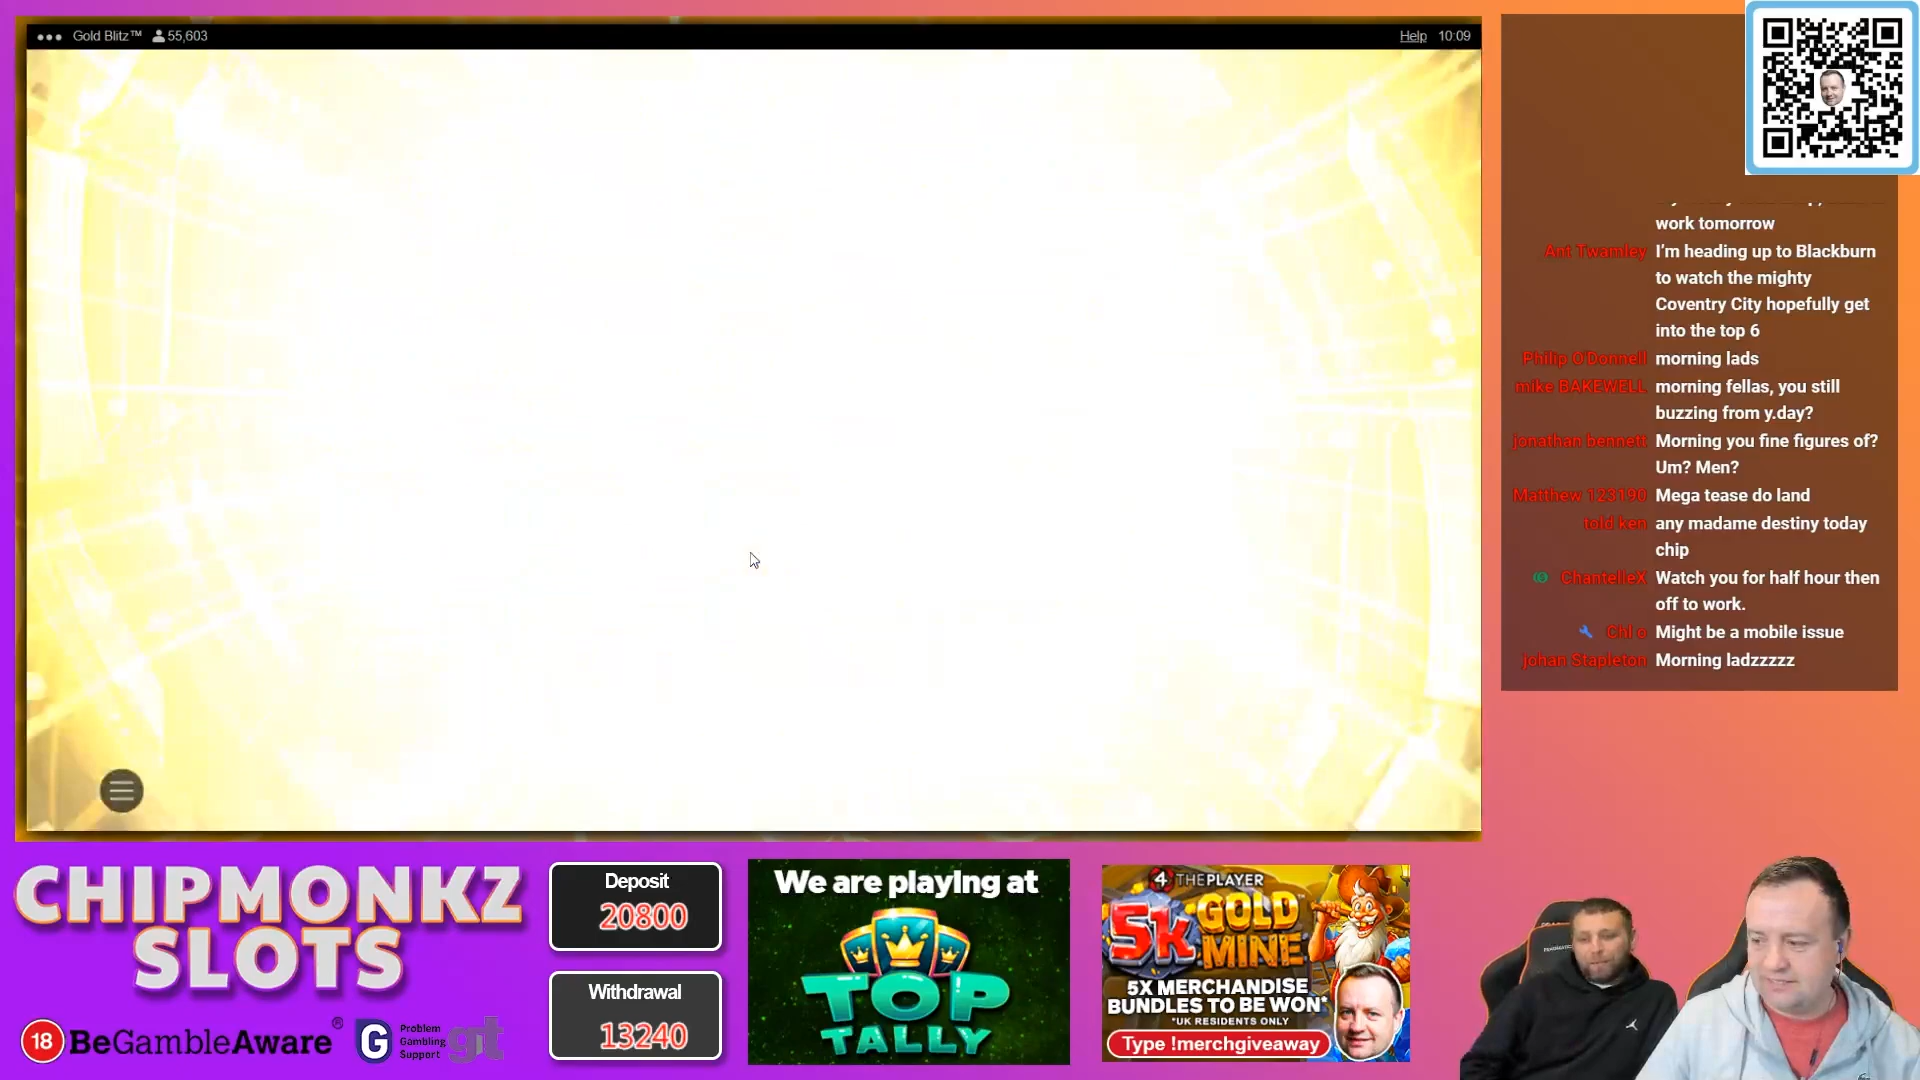 Gold Blitz™ 55,603
Help 10:09
work tomorrow
Ant Twamley I'm heading up to Blackburn
to watch the mighty
Coventry City hopefully get
into the top 6
Philip O'Donnell morning lads
mike BAKEWELL morning fellas, you still
buzzing from y.day?
jonathan bennett Morning you fine figures of?
Um? Men?
Matthew 123190 Mega tease do land
told ken any madame destiny today
chip
ChantelleX Watch you for half hour then
off to work.
Chl o Might be a mobile issue
johan Stapleton Morning ladzzzzz
CHIPMONKZ
SLOTS
18 BeGambleAware®
G Problem
Gambling
Support
Deposit
20800
Withdrawal
13240
We are playing at
TOP
TALLY
4 THEPLAYER
5K GOLD
MINE
5X MERCHANDISE
BUNDLES TO BE WON*
*UK RESIDENTS ONLY
Type !merchgiveaway